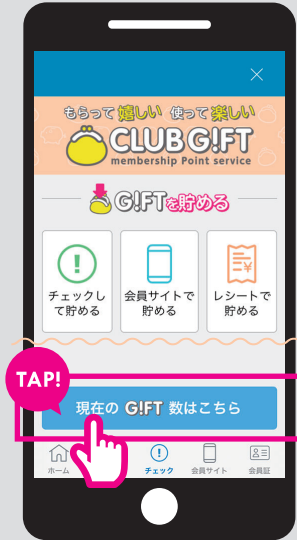 ×
もらって嬉しい 使って楽しい
CLUB G!FT
membership Point service
G!FTを貯める
!
チェックし
て貯める
会員サイトで
貯める
¥
レシートで
貯める
TAP!
現在の G!FT 数はこちら
ホーム
!
チェック
会員サイト
会員証